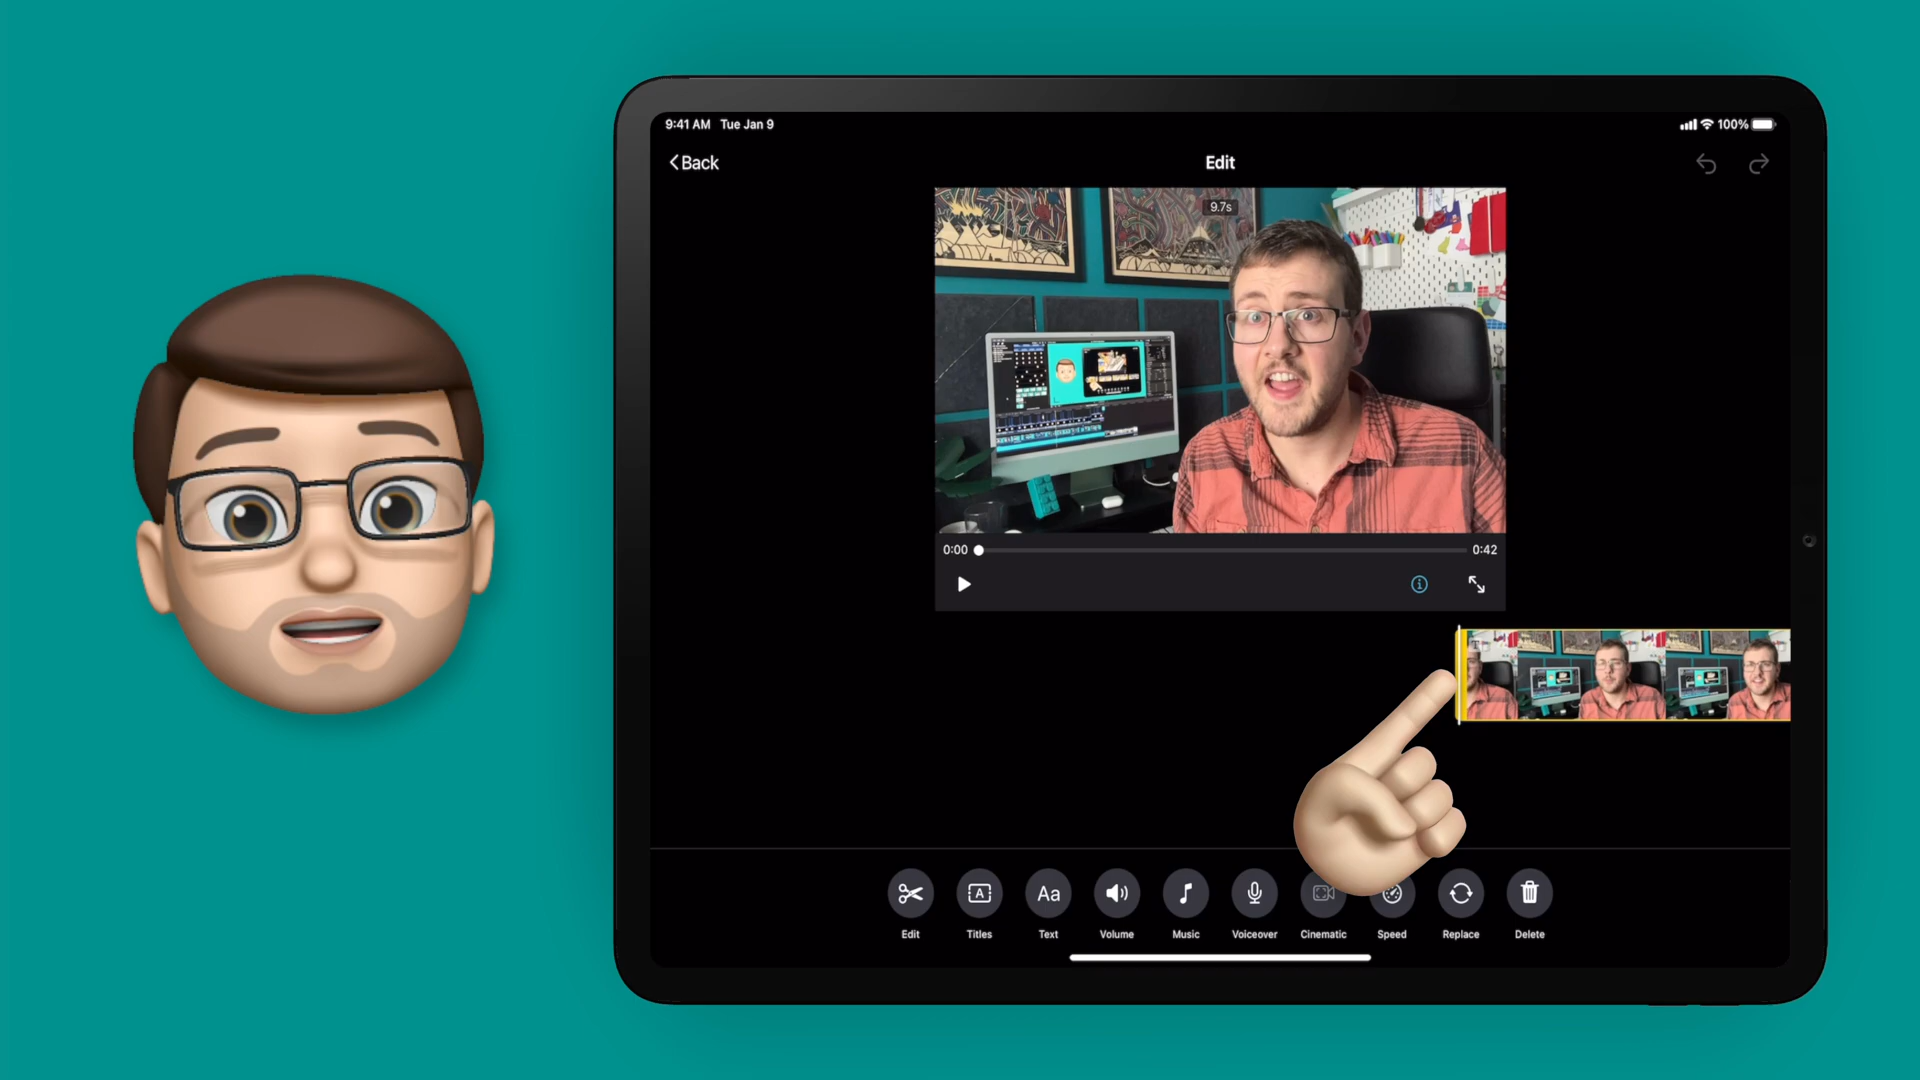 9:41 AM Tue Jan 9
100%
Back
Edit
9.7s
0:00
0:42
A
Aa
Edit
Titles
Text
Volume
Music
Voiceover
Cinematic
Speed
Replace
Delete